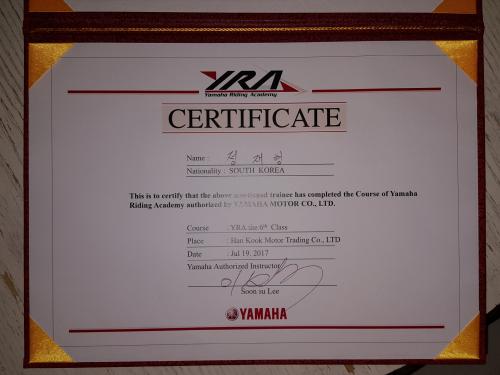 YRA
Yamaha Riding Academy
CERTIFICATE
Name : 정 재 형
Nationality : SOUTH KOREA
This is to certify that the above mentioned trainee has completed the Course of Yamaha
Riding Academy authorized by YAMAHA MOTOR CO., LTD.
Course : YRA the 6th Class
Place : Han Kook Motor Trading Co., LTD
Date : Jul 19. 2017
Yamaha Authorized Instructor
Soon su Lee
YAMAHA